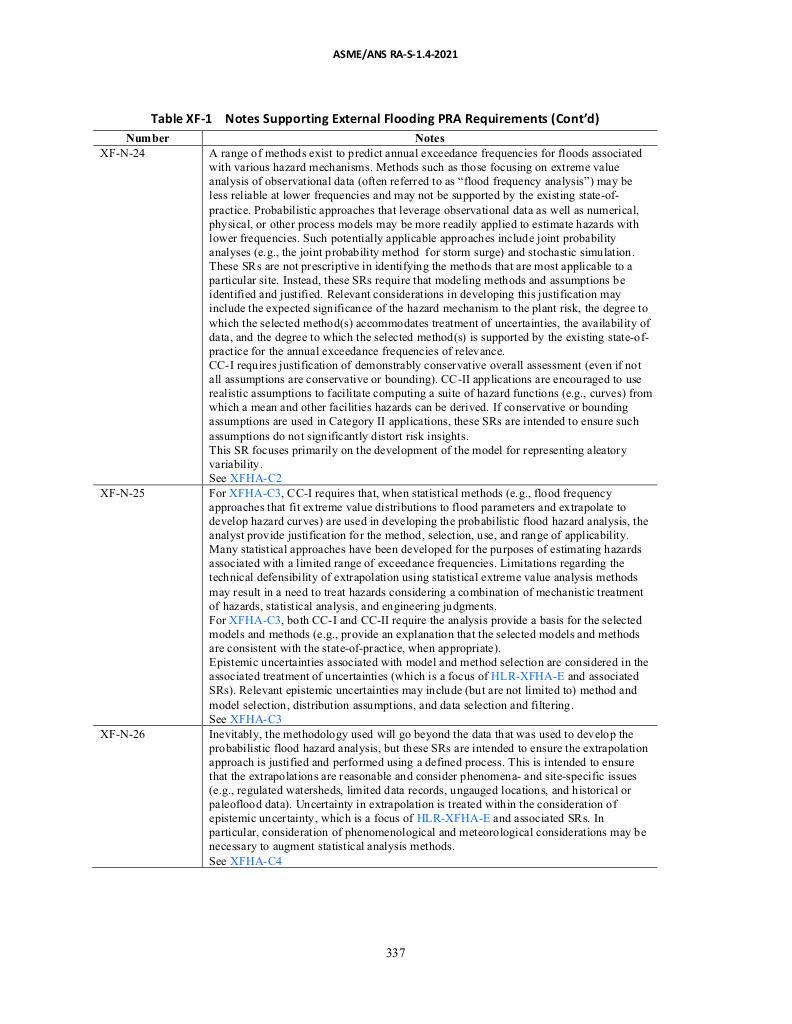 ASME/ANS RA-S-1.4-2021
Table XF-1 Notes Supporting External Flooding PRA Requirements (Cont’d)
Number Notes
XF-N-24 A range of methods exist to predict annual exceedance frequencies for floods associated
with various hazard mechanisms. Methods such as those focusing on extreme value
analysis of observational data (often referred to as “flood frequency analysis”) may be
less reliable at lower frequencies and may not be supported by the existing state-of-
practice. Probabilistic approaches that leverage observational data as well as numerical,
physical, or other process models may be more readily applied to estimate hazards with
lower frequencies. Such potentially applicable approaches include joint probability
analyses (e.g., the joint probability method for storm surge) and stochastic simulation.
These SRs are not prescriptive in identifying the methods that are most applicable to a
particular site. Instead, these SRs require that modeling methods and assumptions be
identified and justified. Relevant considerations in developing this justification may
include the expected significance of the hazard mechanism to the plant risk, the degree to
which the selected method(s) accommodates treatment of uncertainties, the availability of
data, and the degree to which the selected method(s) is supported by the existing state-of-
practice for the annual exceedance frequencies of relevance.
CC-I requires justification of demonstrably conservative overall assessment (even if not
all assumptions are conservative or bounding). CC-II applications are encouraged to use
realistic assumptions to facilitate computing a suite of hazard functions (e.g., curves) from
which a mean and other facilities hazards can be derived. If conservative or bounding
assumptions are used in Category II applications, these SRs are intended to ensure such
assumptions do not significantly distort risk insights.
This SR focuses primarily on the development of the model for representing aleatory
variability.
See XFHA-C2
XF-N-25 For XFHA-C3, CC-I requires that, when statistical methods (e.g., flood frequency
approaches that fit extreme value distributions to flood parameters and extrapolate to
develop hazard curves) are used in developing the probabilistic flood hazard analysis, the
analyst provide justification for the method, selection, use, and range of applicability.
Many statistical approaches have been developed for the purposes of estimating hazards
associated with a limited range of exceedance frequencies. Limitations regarding the
technical defensibility of extrapolation using statistical extreme value analysis methods
may result in a need to treat hazards considering a combination of mechanistic treatment
of hazards, statistical analysis, and engineering judgments.
For XFHA-C3, both CC-I and CC-II require the analysis provide a basis for the selected
models and methods (e.g., provide an explanation that the selected models and methods
are consistent with the state-of-practice, when appropriate).
Epistemic uncertainties associated with model and method selection are considered in the
associated treatment of uncertainties (which is a focus of HLR-XFHA-E and associated
SRs). Relevant epistemic uncertainties may include (but are not limited to) method and
model selection, distribution assumptions, and data selection and filtering.
See XFHA-C3
XF-N-26 Inevitably, the methodology used will go beyond the data that was used to develop the
probabilistic flood hazard analysis, but these SRs are intended to ensure the extrapolation
approach is justified and performed using a defined process. This is intended to ensure
that the extrapolations are reasonable and consider phenomena- and site-specific issues
(e.g., regulated watersheds, limited data records, ungauged locations, and historical or
paleoflood data). Uncertainty in extrapolation is treated within the consideration of
epistemic uncertainty, which is a focus of HLR-XFHA-E and associated SRs. In
particular, consideration of phenomenological and meteorological considerations may be
necessary to augment statistical analysis methods.
See XFHA-C4
337